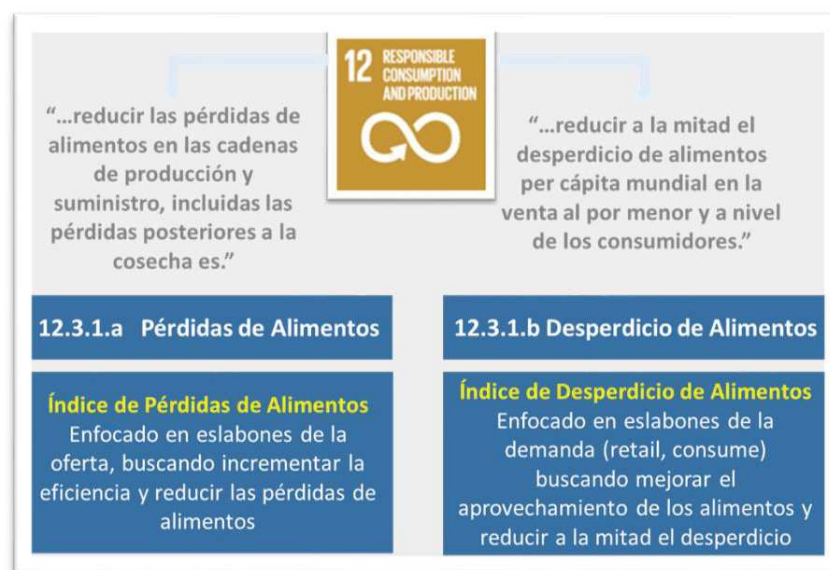 12 RESPONSIBLE
CONSUMPTION
AND PRODUCTION
“...reducir las pérdidas de
alimentos en las cadenas
de producción y
suministro, incluidas las
pérdidas posteriores a la
cosecha es.”
“...reducir a la mitad el
desperdicio de alimentos
per cápita mundial en la
venta al por menor y a nivel
de los consumidores.”
12.3.1.a Pérdidas de Alimentos
12.3.1.b Desperdicio de Alimentos
Índice de Pérdidas de Alimentos
Enfocado en eslabones de la
oferta, buscando incrementar la
eficiencia y reducir las pérdidas de
alimentos
Índice de Desperdicio de Alimentos
Enfocado en eslabones de la
demanda (retail, consume)
buscando mejorar el
aprovechamiento de los alimentos y
reducir a la mitad el desperdicio